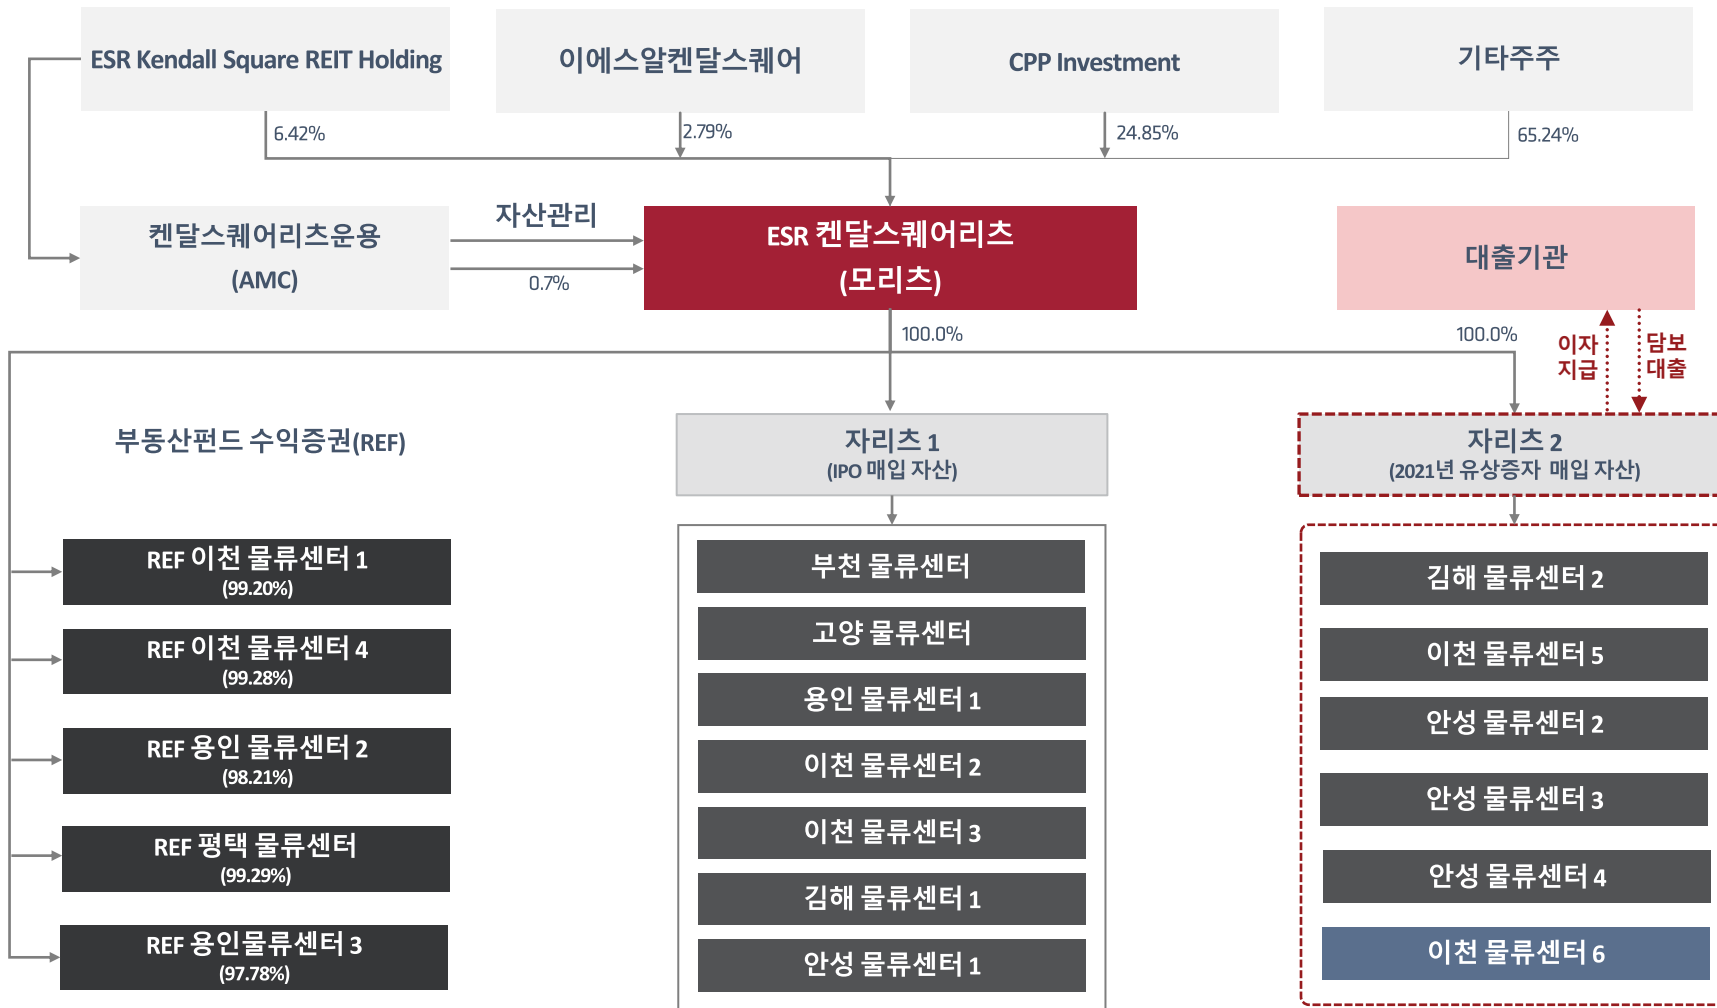 ESR Kendall Square REIT Holding
이에스알켄달스퀘어
CPP Investment
기타주주
6.42%
2.79%
24.85%
65.24%
켄달스퀘어리츠운용
(AMC)
자산관리
0.7%
ESR 켄달스퀘어리츠
(모리츠)
대출기관
100.0%
100.0%
이자
지급
담보
대출
부동산펀드 수익증권(REF)
자리츠 1
(IPO 매입 자산)
자리츠 2
(2021년 유상증자 매입 자산)
REF 이천 물류센터 1
(99.20%)
REF 이천 물류센터 4
(99.28%)
REF 용인 물류센터 2
(98.21%)
REF 평택 물류센터
(99.29%)
REF 용인물류센터 3
(97.78%)
부천 물류센터
고양 물류센터
용인 물류센터 1
이천 물류센터 2
이천 물류센터 3
김해 물류센터 1
안성 물류센터 1
김해 물류센터 2
이천 물류센터 5
안성 물류센터 2
안성 물류센터 3
안성 물류센터 4
이천 물류센터 6